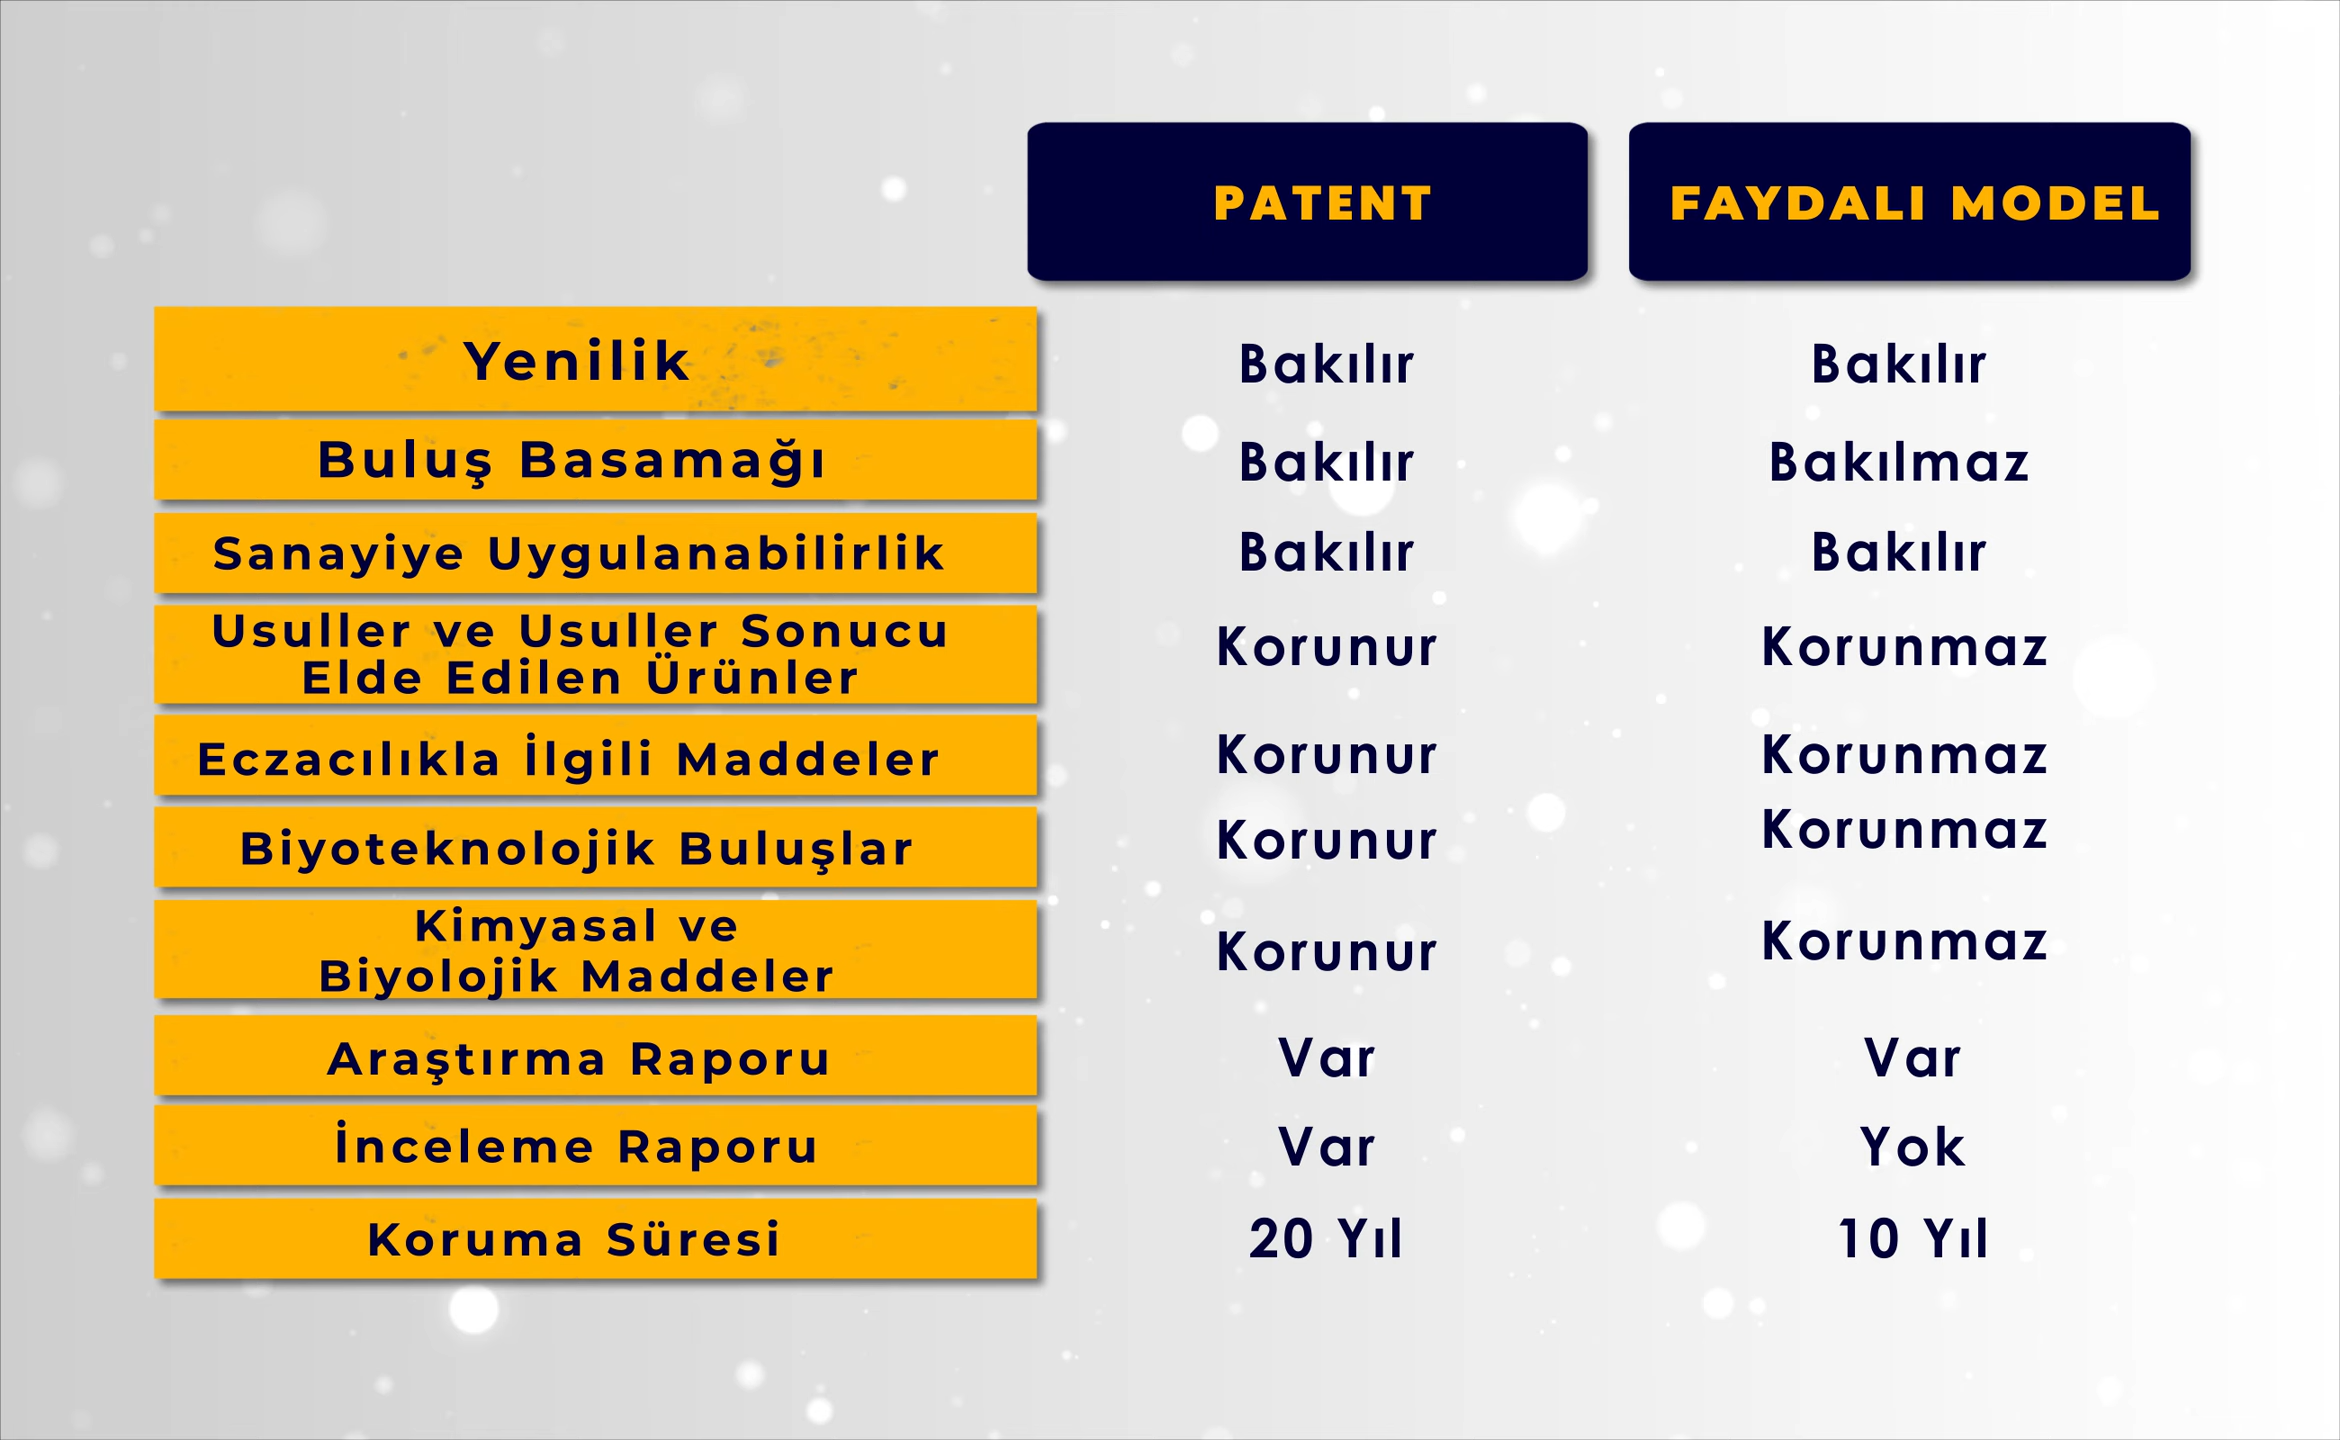 PATENT FAYDALI MODEL
Yenilik Bakılır Bakılır
Buluş Basamağı Bakılır Bakılmaz
Sanayiye Uygulanabilirlik Bakılır Bakılır
Usuller ve Usuller Sonucu
Elde Edilen Ürünler Korunur Korunmaz
Eczacılıkla İlgili Maddeler Korunur Korunmaz
Biyoteknolojik Buluşlar Korunur Korunmaz
Kimyasal ve
Biyolojik Maddeler Korunur Korunmaz
Araştırma Raporu Var Var
İnceleme Raporu Var Yok
Koruma Süresi 20 Yıl 10 Yıl